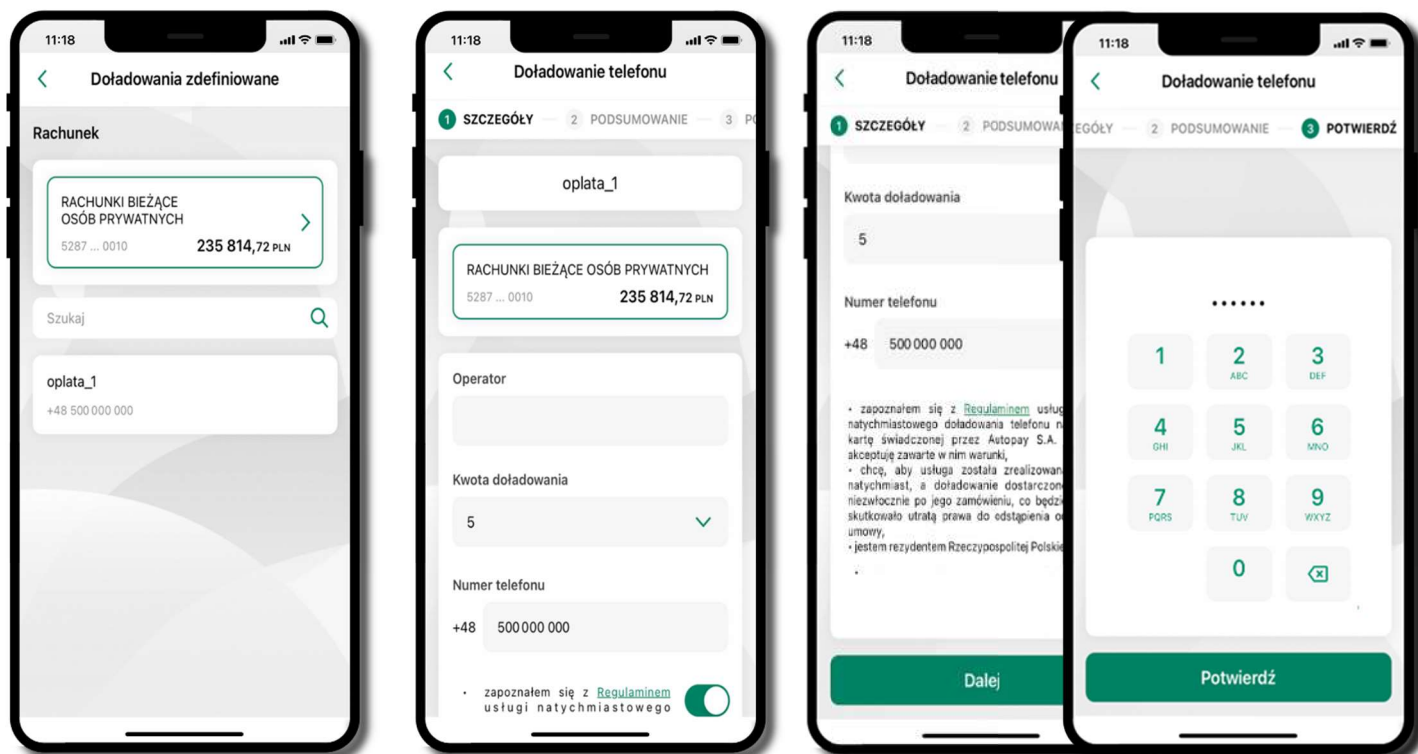 11:18
Doładowania zdefiniowane
Rachunek
RACHUNKI BIEŻĄCE
OSÓB PRYWATNYCH
5287 ... 0010 235 814,72 PLN
Szukaj
oplata_1
+48 500 000 000
11:18
Doładowanie telefonu
1 SZCZEGÓŁY 2 PODSUMOWANIE 3 PO
oplata_1
RACHUNKI BIEŻĄCE OSÓB PRYWATNYCH
5287 ... 0010 235 814,72 PLN
Operator
Kwota doładowania
5
Numer telefonu
+48 500 000 000
• zapoznałem się z Regulaminem
usługi natychmiastowego
11:18
Doładowanie telefonu
1 SZCZEGÓŁY 2 PODSUMOWA
Kwota doładowania
5
Numer telefonu
+48 500 000 000
• zapoznałem się z Regulaminem usług
natychmiastowego doładowania telefonu n
kartę świadczonej przez Autopay S.A.
akceptuję zawarte w nim warunki,
• chcę, aby usługa została zrealizowan
natychmiast, a doładowanie dostarczon
niezwłocznie po jego zamówieniu, co będzi
skutkowało utratą prawa do odstąpienia o
umowy,
• jestem rezydentem Rzeczypospolitej Polskie
•
Dalej
11:18
Doładowanie telefonu
EGÓŁY 2 PODSUMOWANIE 3 POTWIERDŹ
••••••
1 2 3
ABC DEF
4 5 6
GHI JKL MNO
7 8 9
PQRS TUV WXYZ
0
Potwierdź